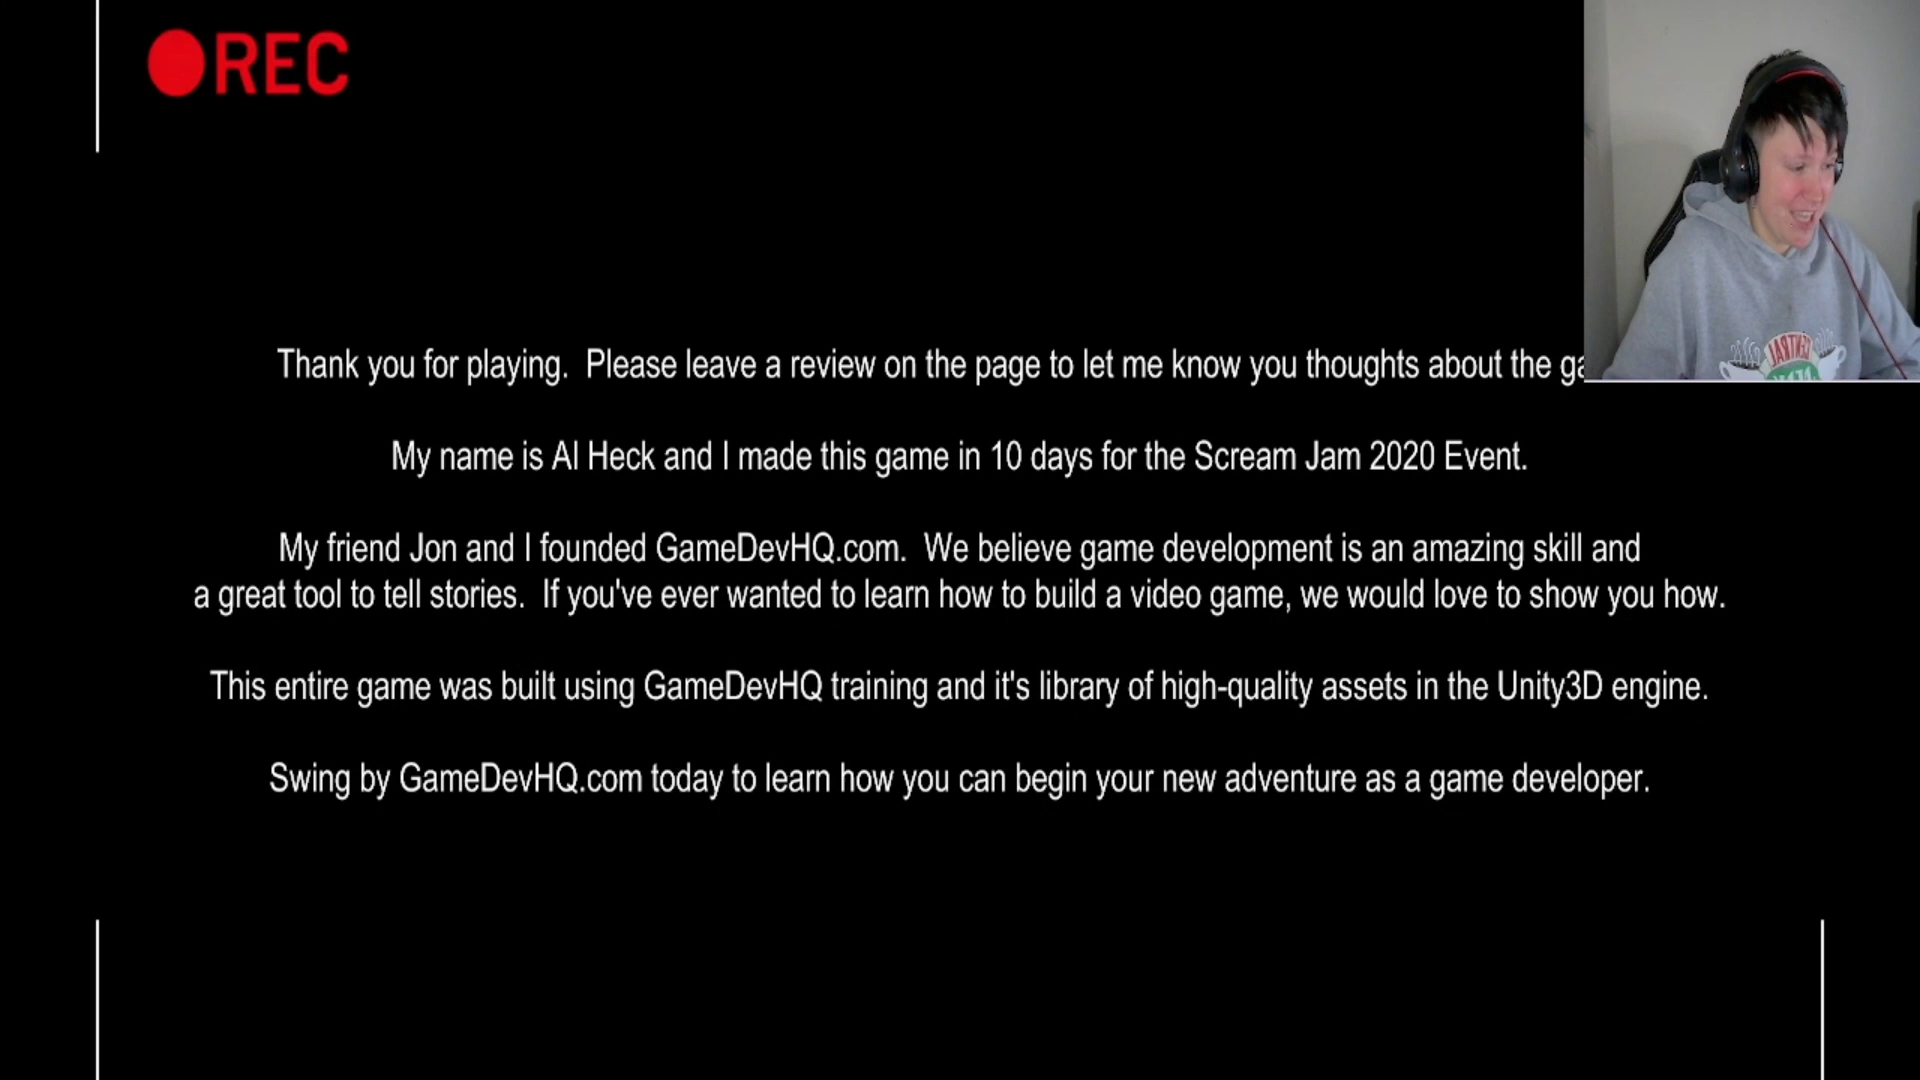 REC
Thank you for playing.  Please leave a review on the page to let me know you thoughts about the
My name is Al Heck and I made this game in 10 days for the Scream Jam 2020 Event.
My friend Jon and I founded GameDevHQ.com.  We believe game development is an amazing skill and
a great tool to tell stories.  If you've ever wanted to learn how to build a video game, we would love to show you how.
This entire game was built using GameDevHQ training and it's library of high-quality assets in the Unity3D engine.
Swing by GameDevHQ.com today to learn how you can begin your new adventure as a game developer.